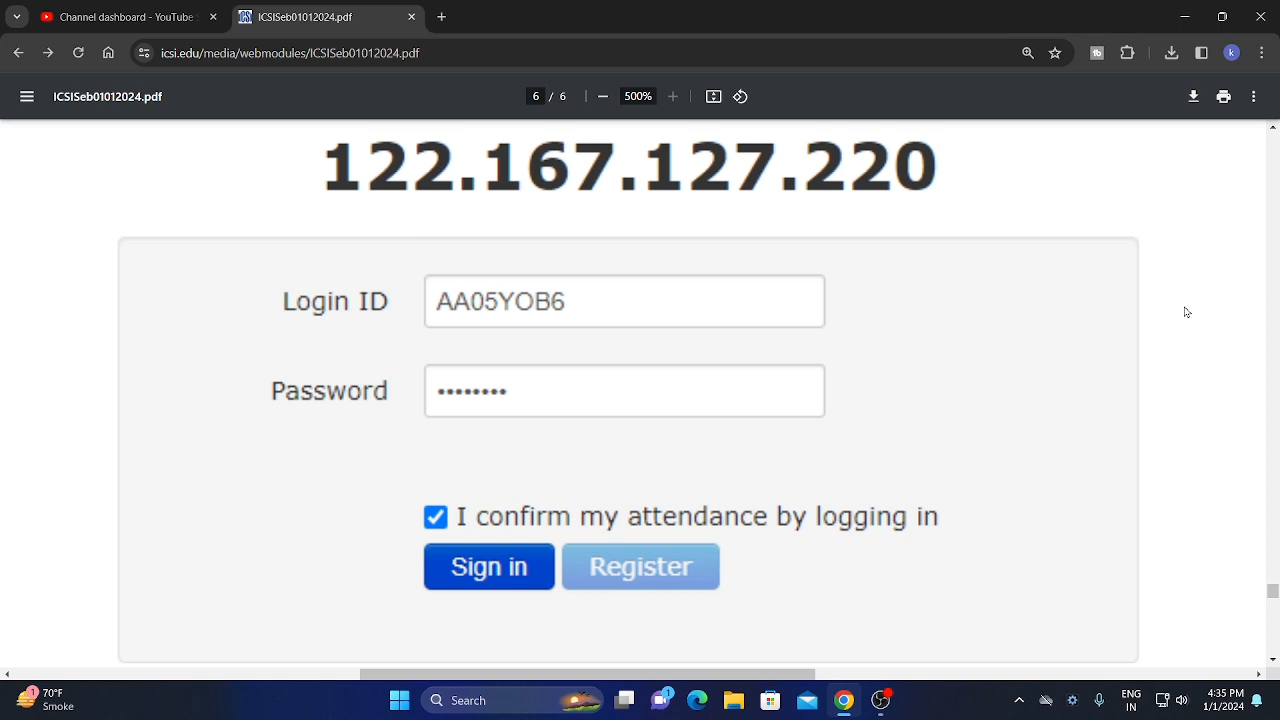 Channel dashboard - YouTube S
ICSISeb01012024.pdf
icsi.edu/media/webmodules/ICSISeb01012024.pdf
k
ICSISeb01012024.pdf
6 / 6
500%
122.167.127.220
Login ID
AA05YOB6
Password
••••••••
I confirm my attendance by logging in
Sign in
Register
1
70°F
Smoke
Search
1
ENG
IN
4:35 PM
1/1/2024